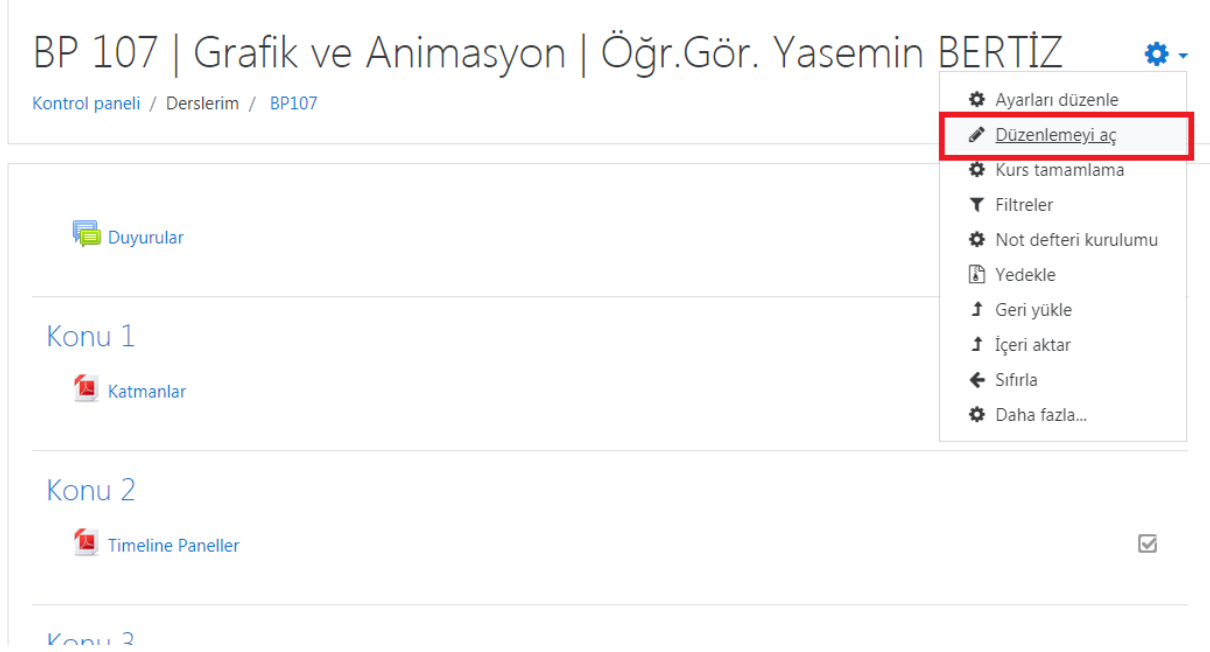 BP 107 | Grafik ve Animasyon | Öğr.Gör. Yasemin BERTİZ
Kontrol paneli / Derslerim / BP107
Ayarları düzenle
Düzenlemeyi aç
Kurs tamamlama
Filtreler
Not defteri kurulumu
Yedekle
Geri yükle
İçeri aktar
Sıfırla
Daha fazla...
Duyurular
Konu 1
Katmanlar
Konu 2
Timeline Paneller
Konu 3